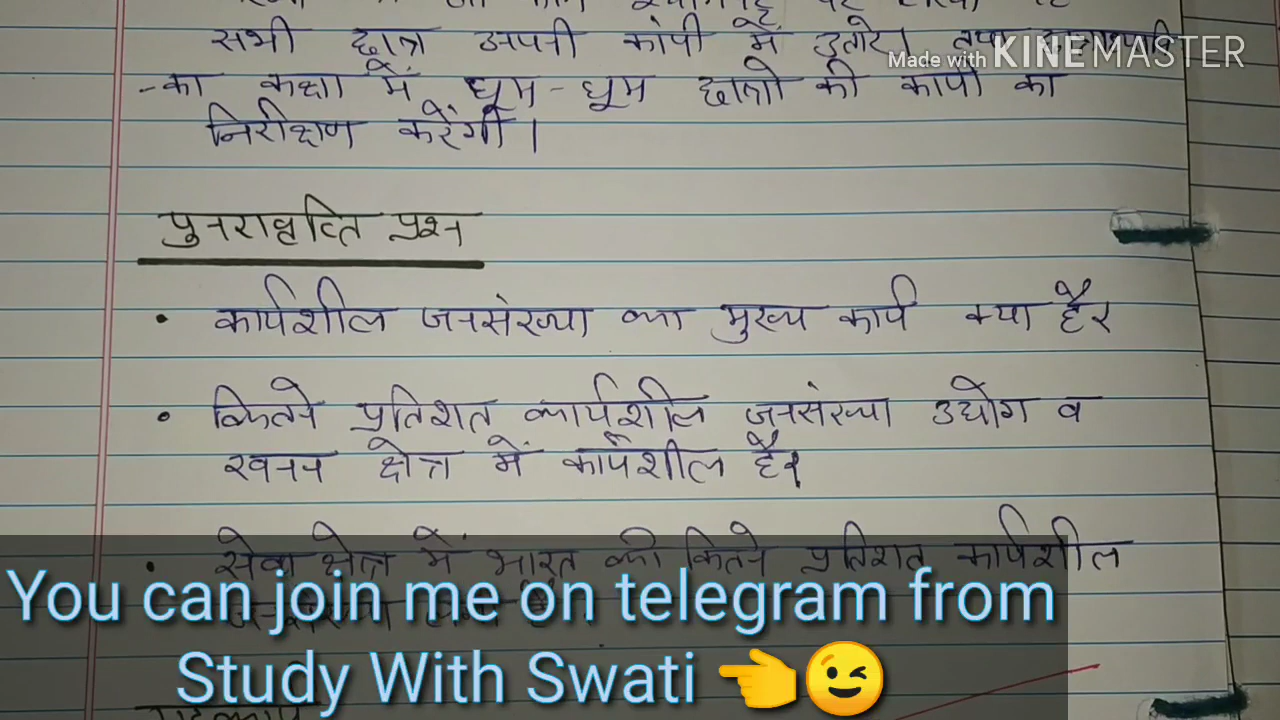 सभी छात्र अपनी कॉपी में उतारे। तथा
Made with KINEMASTER
-का कक्षा में घूम-घूम छात्रो की कापी का
निरीक्षण करेंगी।
पुनरावृत्ति प्रश्न
• कार्यशील जनसंख्या का मुख्य कार्य क्या है?
• कितने प्रतिशत कार्यशील जनसंख्या उद्योग व
खनन क्षेत्र में कार्यशील है?
• सेवा क्षेत्र में भारत की कितने प्रतिशत कार्यशील
You can join me on telegram from
Study With Swati 👈😉